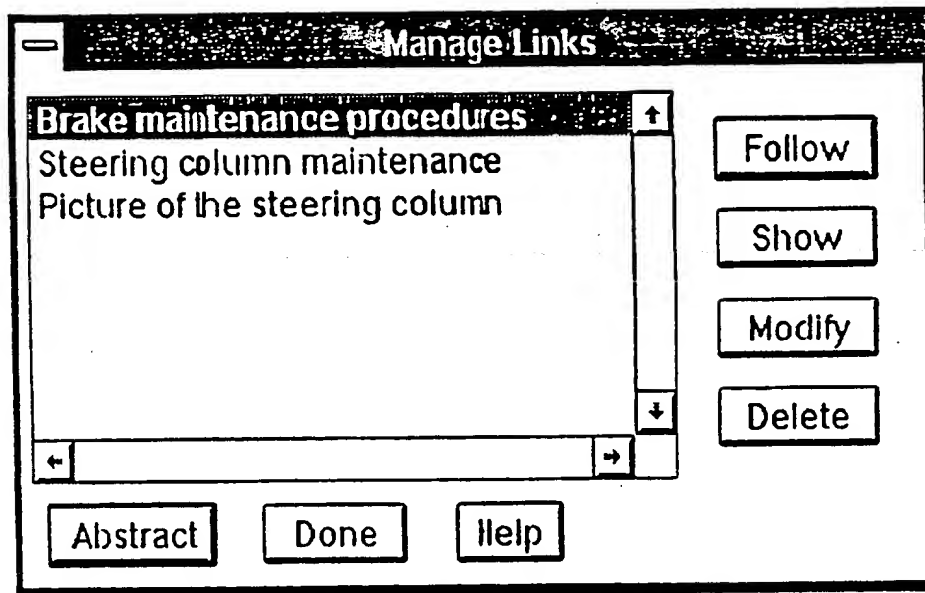 Manage Links
Brake maintenance procedures
Steering column maintenance
Picture of the steering column
Follow
Show
Modify
Delete
Abstract
Done
Help